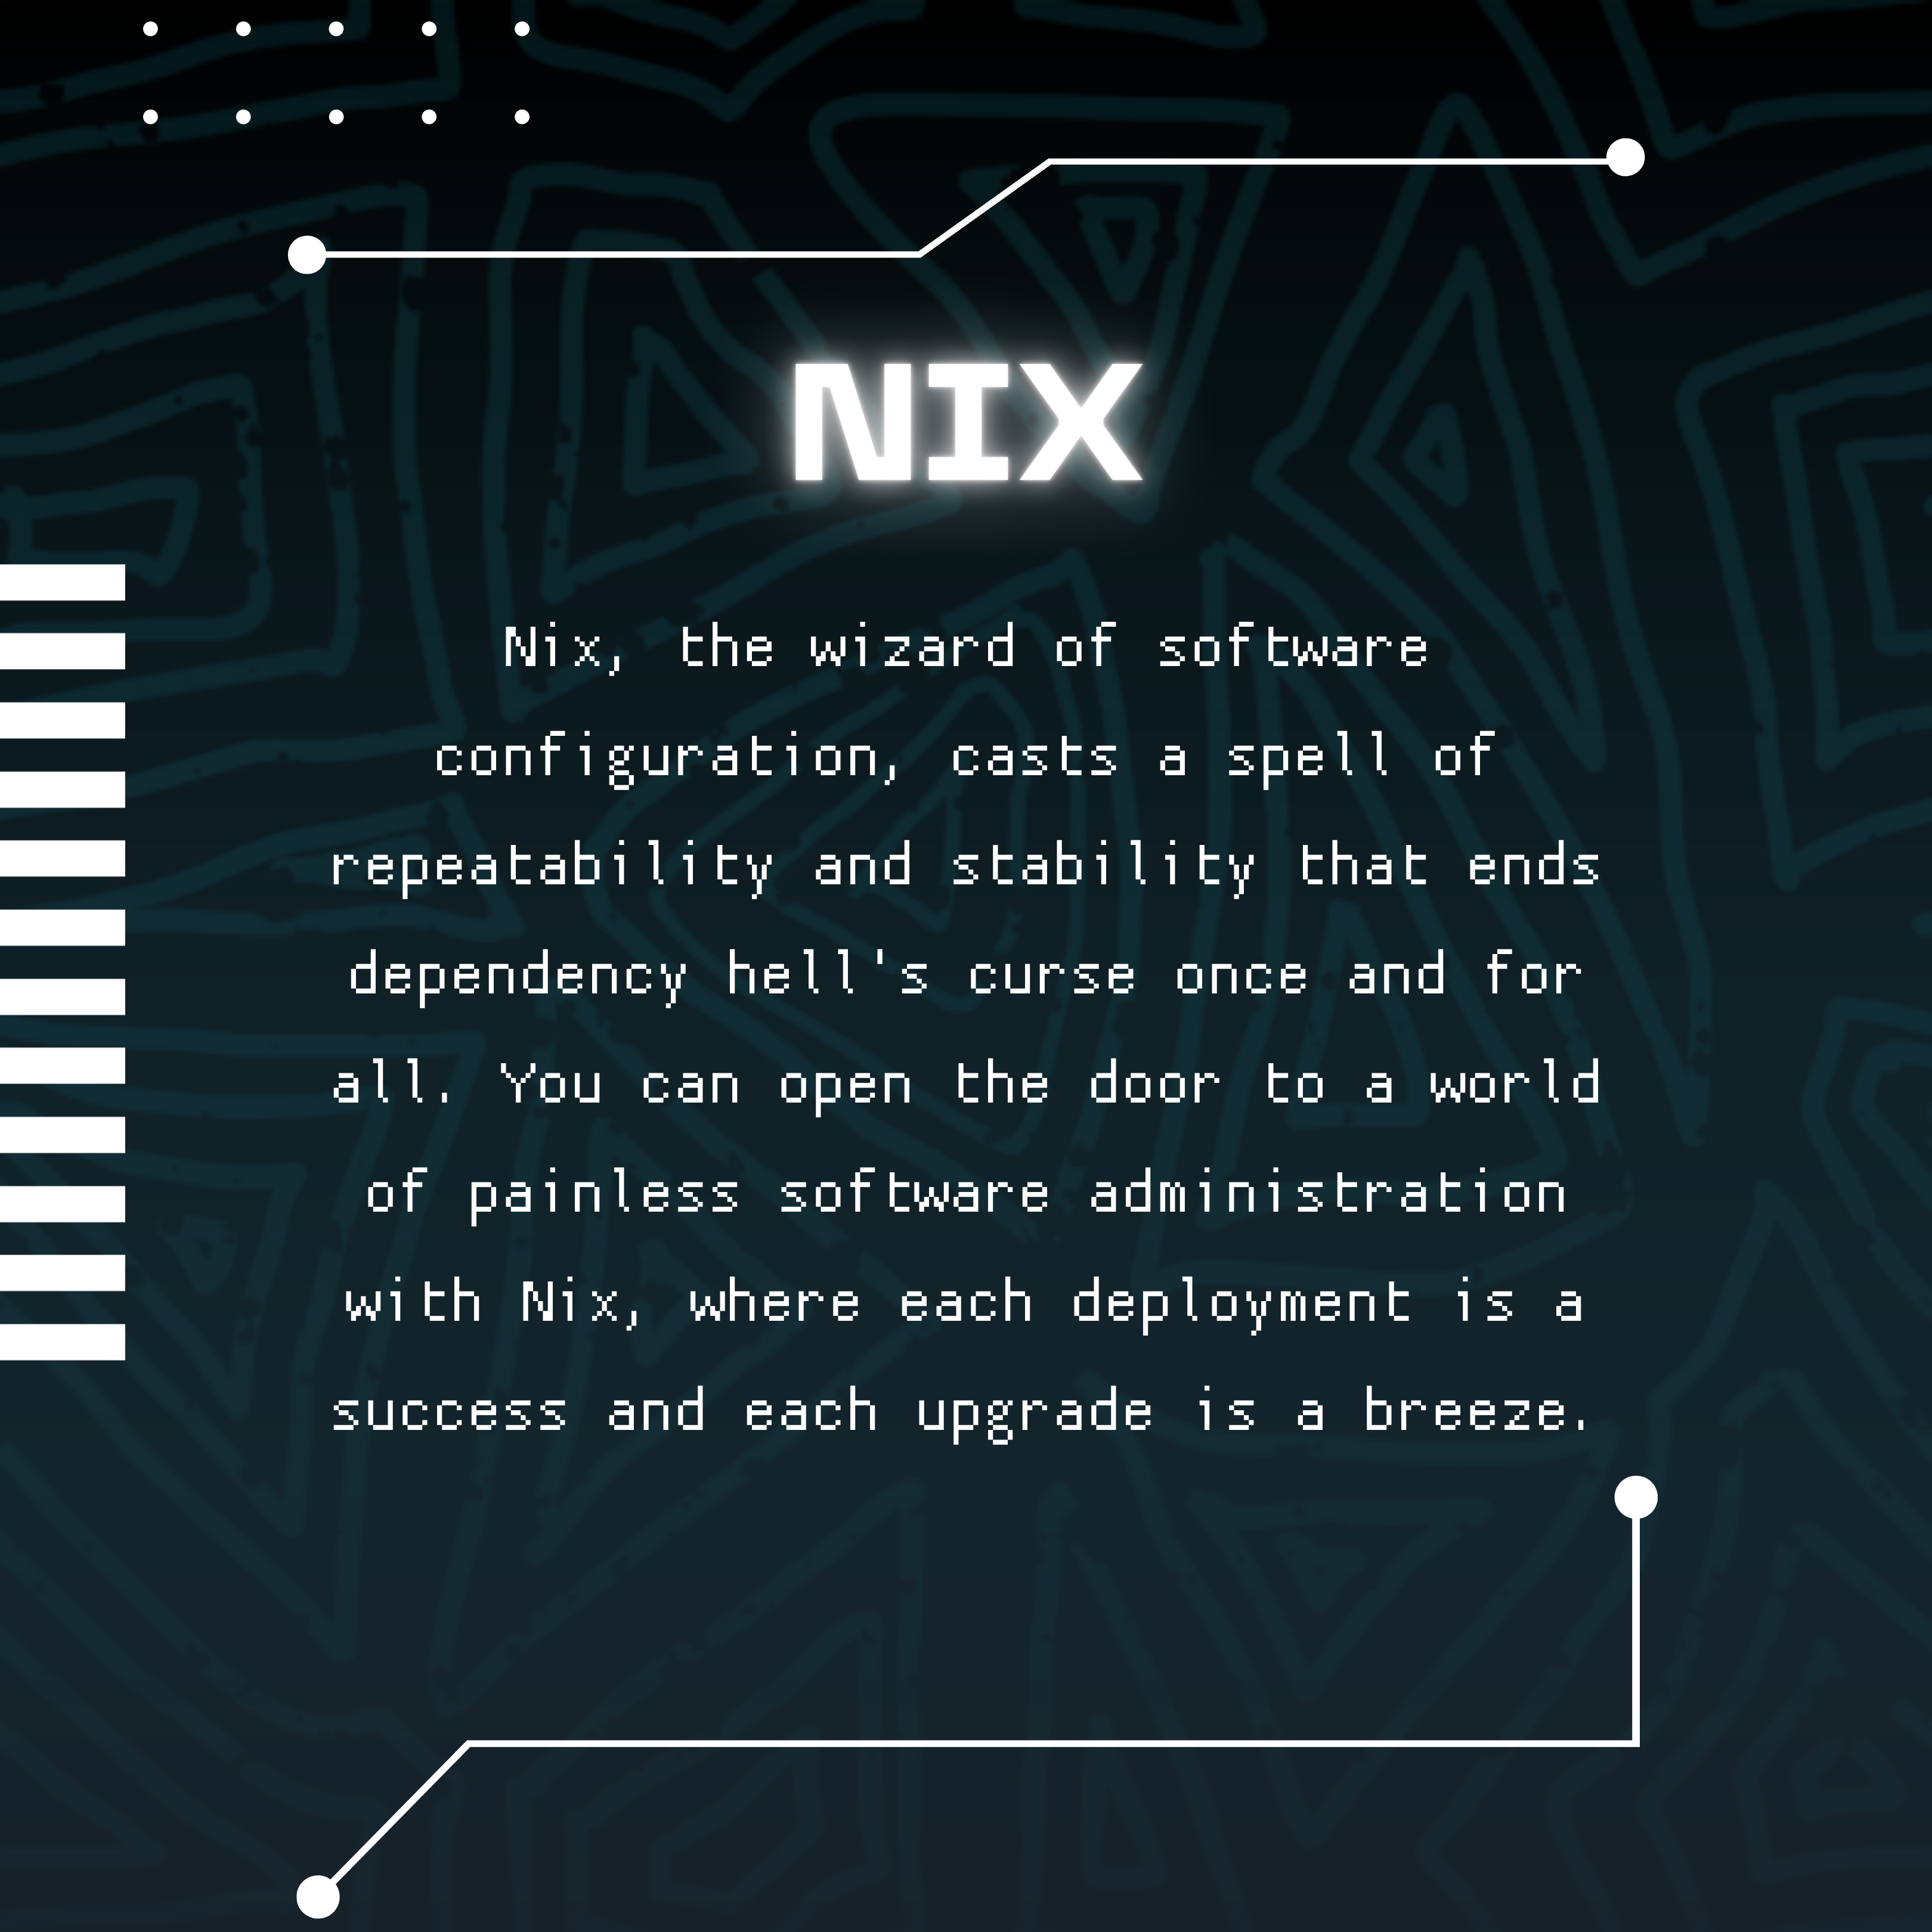 NIX
Nix, the wizard of software
configuration, casts a spell of
repeatability and stability that ends
dependency hell's curse once and for
all. You can open the door to a world
of painless software administration
with Nix, where each deployment is a
success and each upgrade is a breeze.